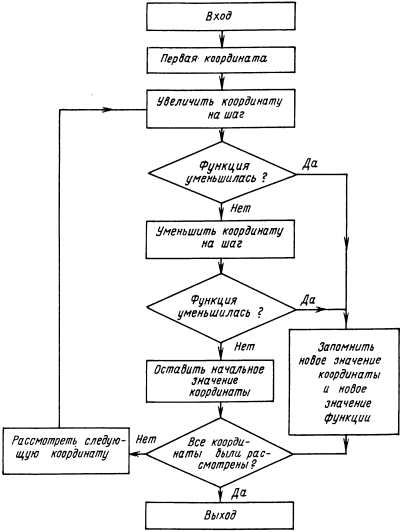 Вход
Первая координата
Увеличить координату
на шаг
Функция
уменьшилась?
Да
Нет
Уменьшить координату
на шаг
Функция
уменьшилась?
Да
Нет
Оставить начальное
значение
координаты
Запомнить
новое значение
координаты
и новое
значение
функции
Рассмотреть следую-
щую координату
Нет
Все коорди-
наты были рас-
смотрены?
Да
Выход